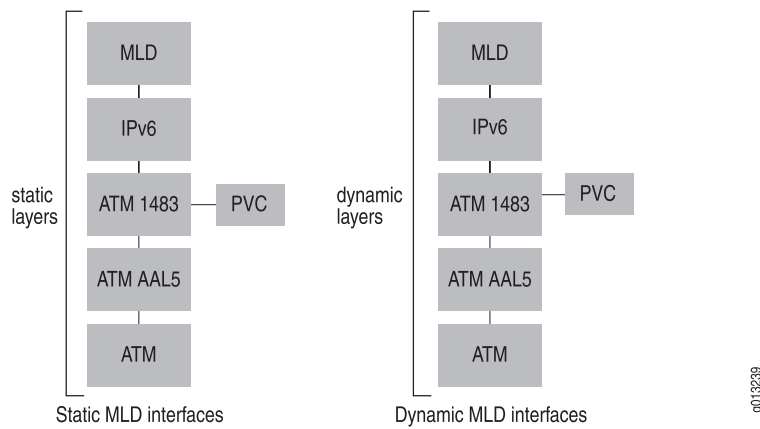 MLD
IPv6
static
layers
ATM 1483
PVC
ATM AAL5
ATM
Static MLD interfaces
MLD
IPv6
dynamic
layers
ATM 1483
PVC
ATM AAL5
ATM
Dynamic MLD interfaces
g013239